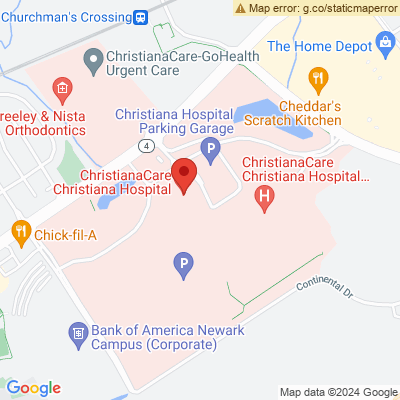 Map error: g.co/staticmaperror
Churchman's Crossing
ChristianaCare-GoHealth
Urgent Care
The Home Depot
reeley & Nista
Orthodontics
Christiana Hospital
Parking Garage
Cheddar's
Scratch Kitchen
4
P
ChristianaCare
Christiana Hospital
ChristianaCare
Christiana Hospital...
H
Chick-fil-A
P
Continental Dr
Bank of America Newark
Campus (Corporate)
Google
Map data ©2024 Google